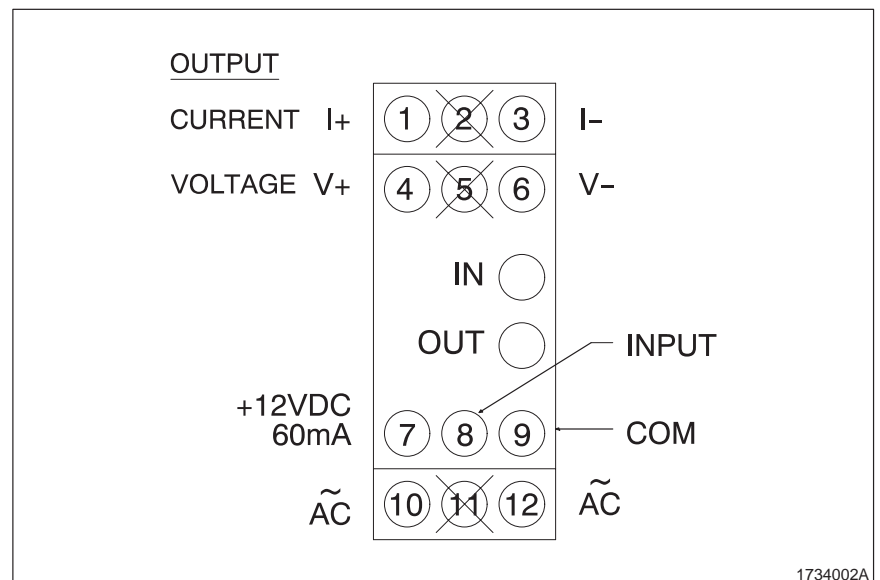 OUTPUT
CURRENT I+ 1 2 3 I–
VOLTAGE V+ 4 5 6 V–
IN
OUT
INPUT
+12VDC
60mA 7 8 9 COM
~ ~
AC 10 11 12 AC
1734002A